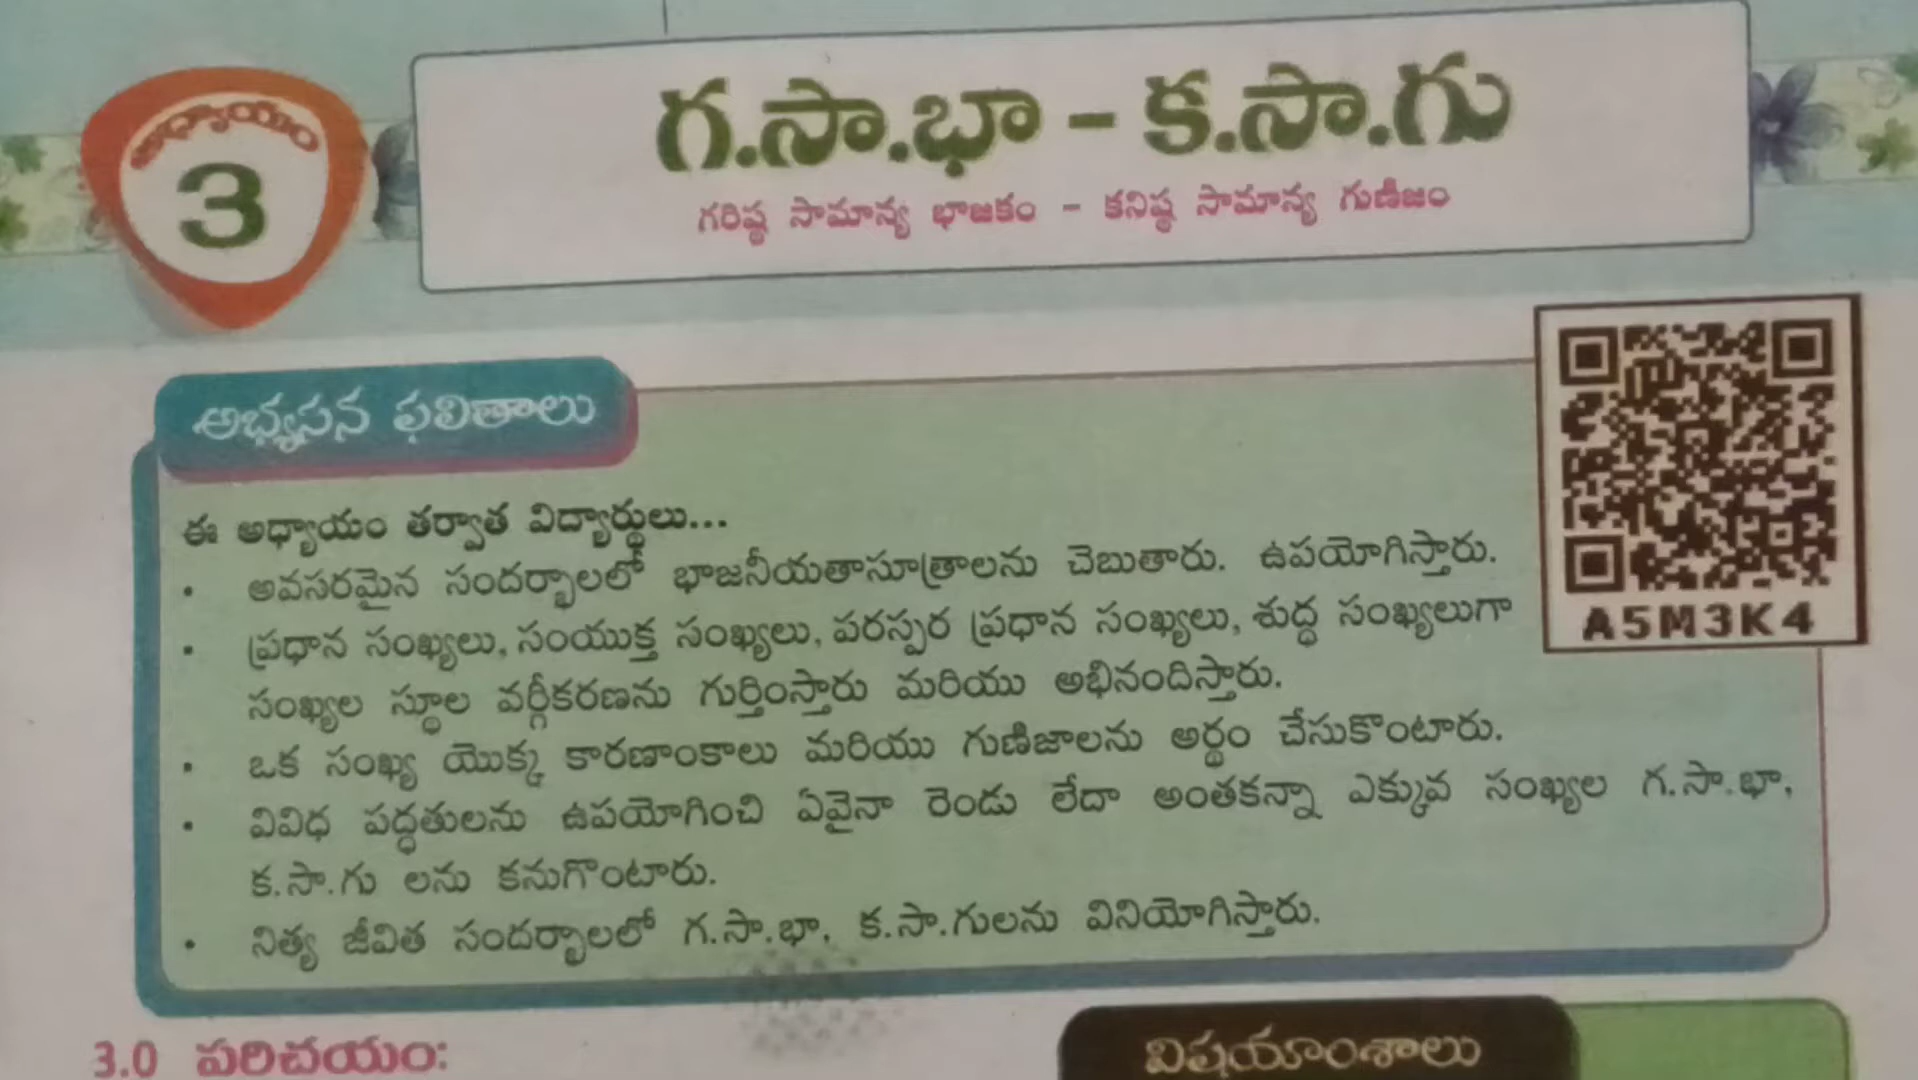 అధ్యాయం
3
గ.సా.భా - క.సా.గు
గరిష్ఠ సామాన్య భాజకం - కనిష్ఠ సామాన్య గుణిజం
అభ్యసన ఫలితాలు
A5M3K4
ఈ అధ్యాయం తర్వాత విద్యార్థులు...
• అవసరమైన సందర్భాలలో భాజనీయతాసూత్రాలను చెబుతారు. ఉపయోగిస్తారు.
• ప్రధాన సంఖ్యలు, సంయుక్త సంఖ్యలు, పరస్పర ప్రధాన సంఖ్యలు, శుద్ధ సంఖ్యలుగా
సంఖ్యల స్థూల వర్గీకరణను గుర్తింస్తారు మరియు అభినందిస్తారు.
• ఒక సంఖ్య యొక్క కారణాంకాలు మరియు గుణిజాలను అర్థం చేసుకొంటారు.
• వివిధ పద్ధతులను ఉపయోగించి ఏవైనా రెండు లేదా అంతకన్నా ఎక్కువ సంఖ్యల గ.సా.భా,
క.సా.గు లను కనుగొంటారు.
• నిత్య జీవిత సందర్భాలలో గ.సా.భా, క.సా.గులను వినియోగిస్తారు.
3.0 పరిచయం:
విషయాంశాలు